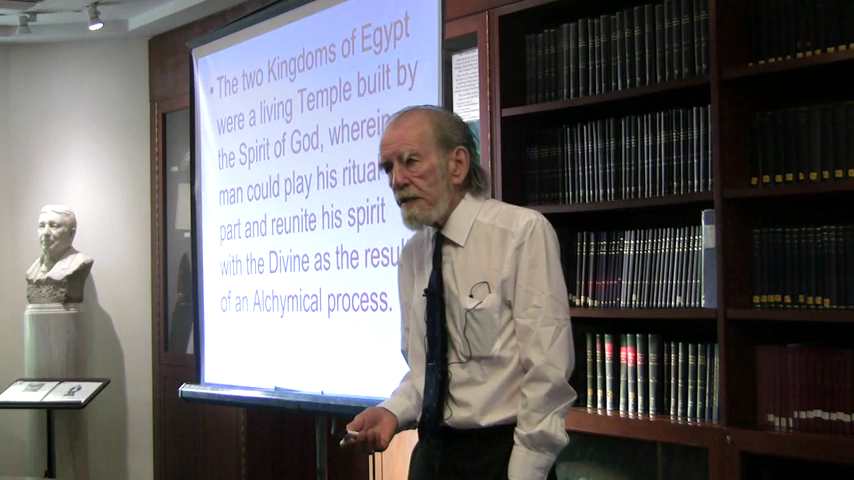 • The two Kingdoms of Egypt
were a living Temple built by
the Spirit of God, wherein
man could play his ritual
part and reunite his spirit
with the Divine as the resul
of an Alchymical process.